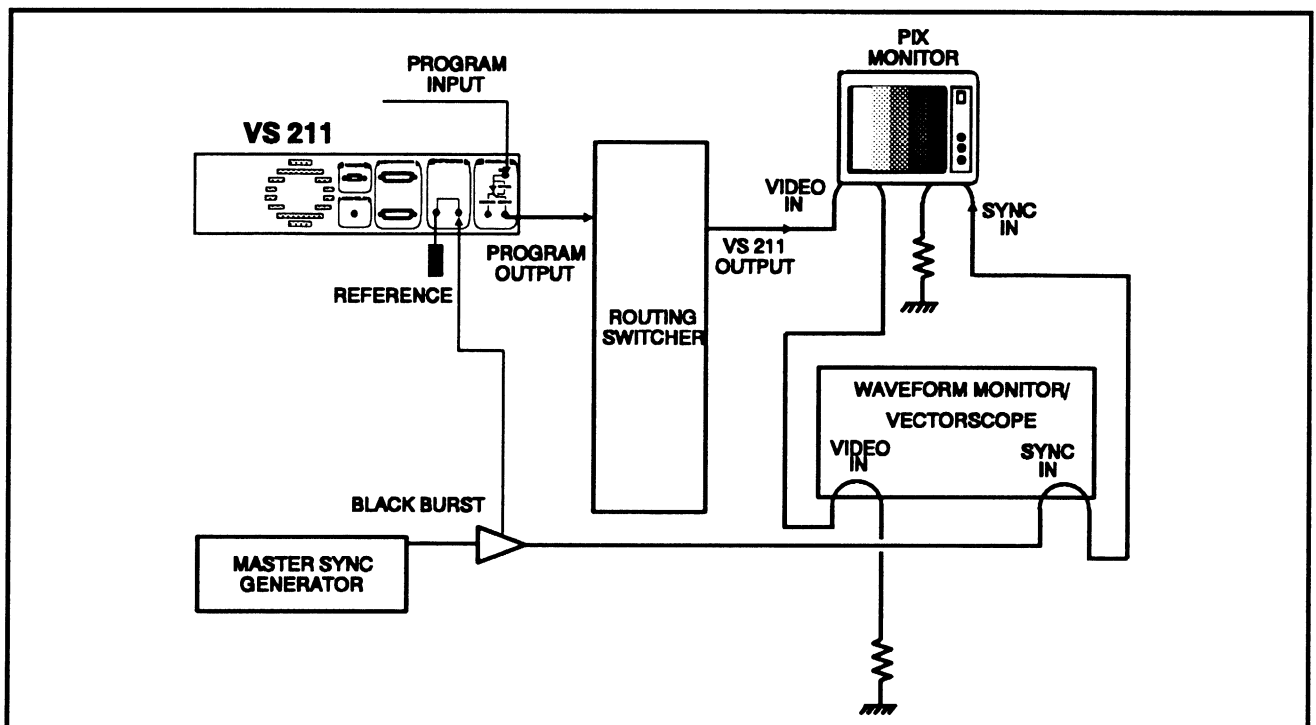 PIX
MONITOR
PROGRAM
INPUT
VS 211
VIDEO
IN
SYNC
IN
PROGRAM
OUTPUT
VS 211
OUTPUT
REFERENCE
ROUTING
SWITCHER
WAVEFORM MONITOR/
VECTORSCOPE
VIDEO
IN
SYNC
IN
BLACK BURST
MASTER SYNC
GENERATOR